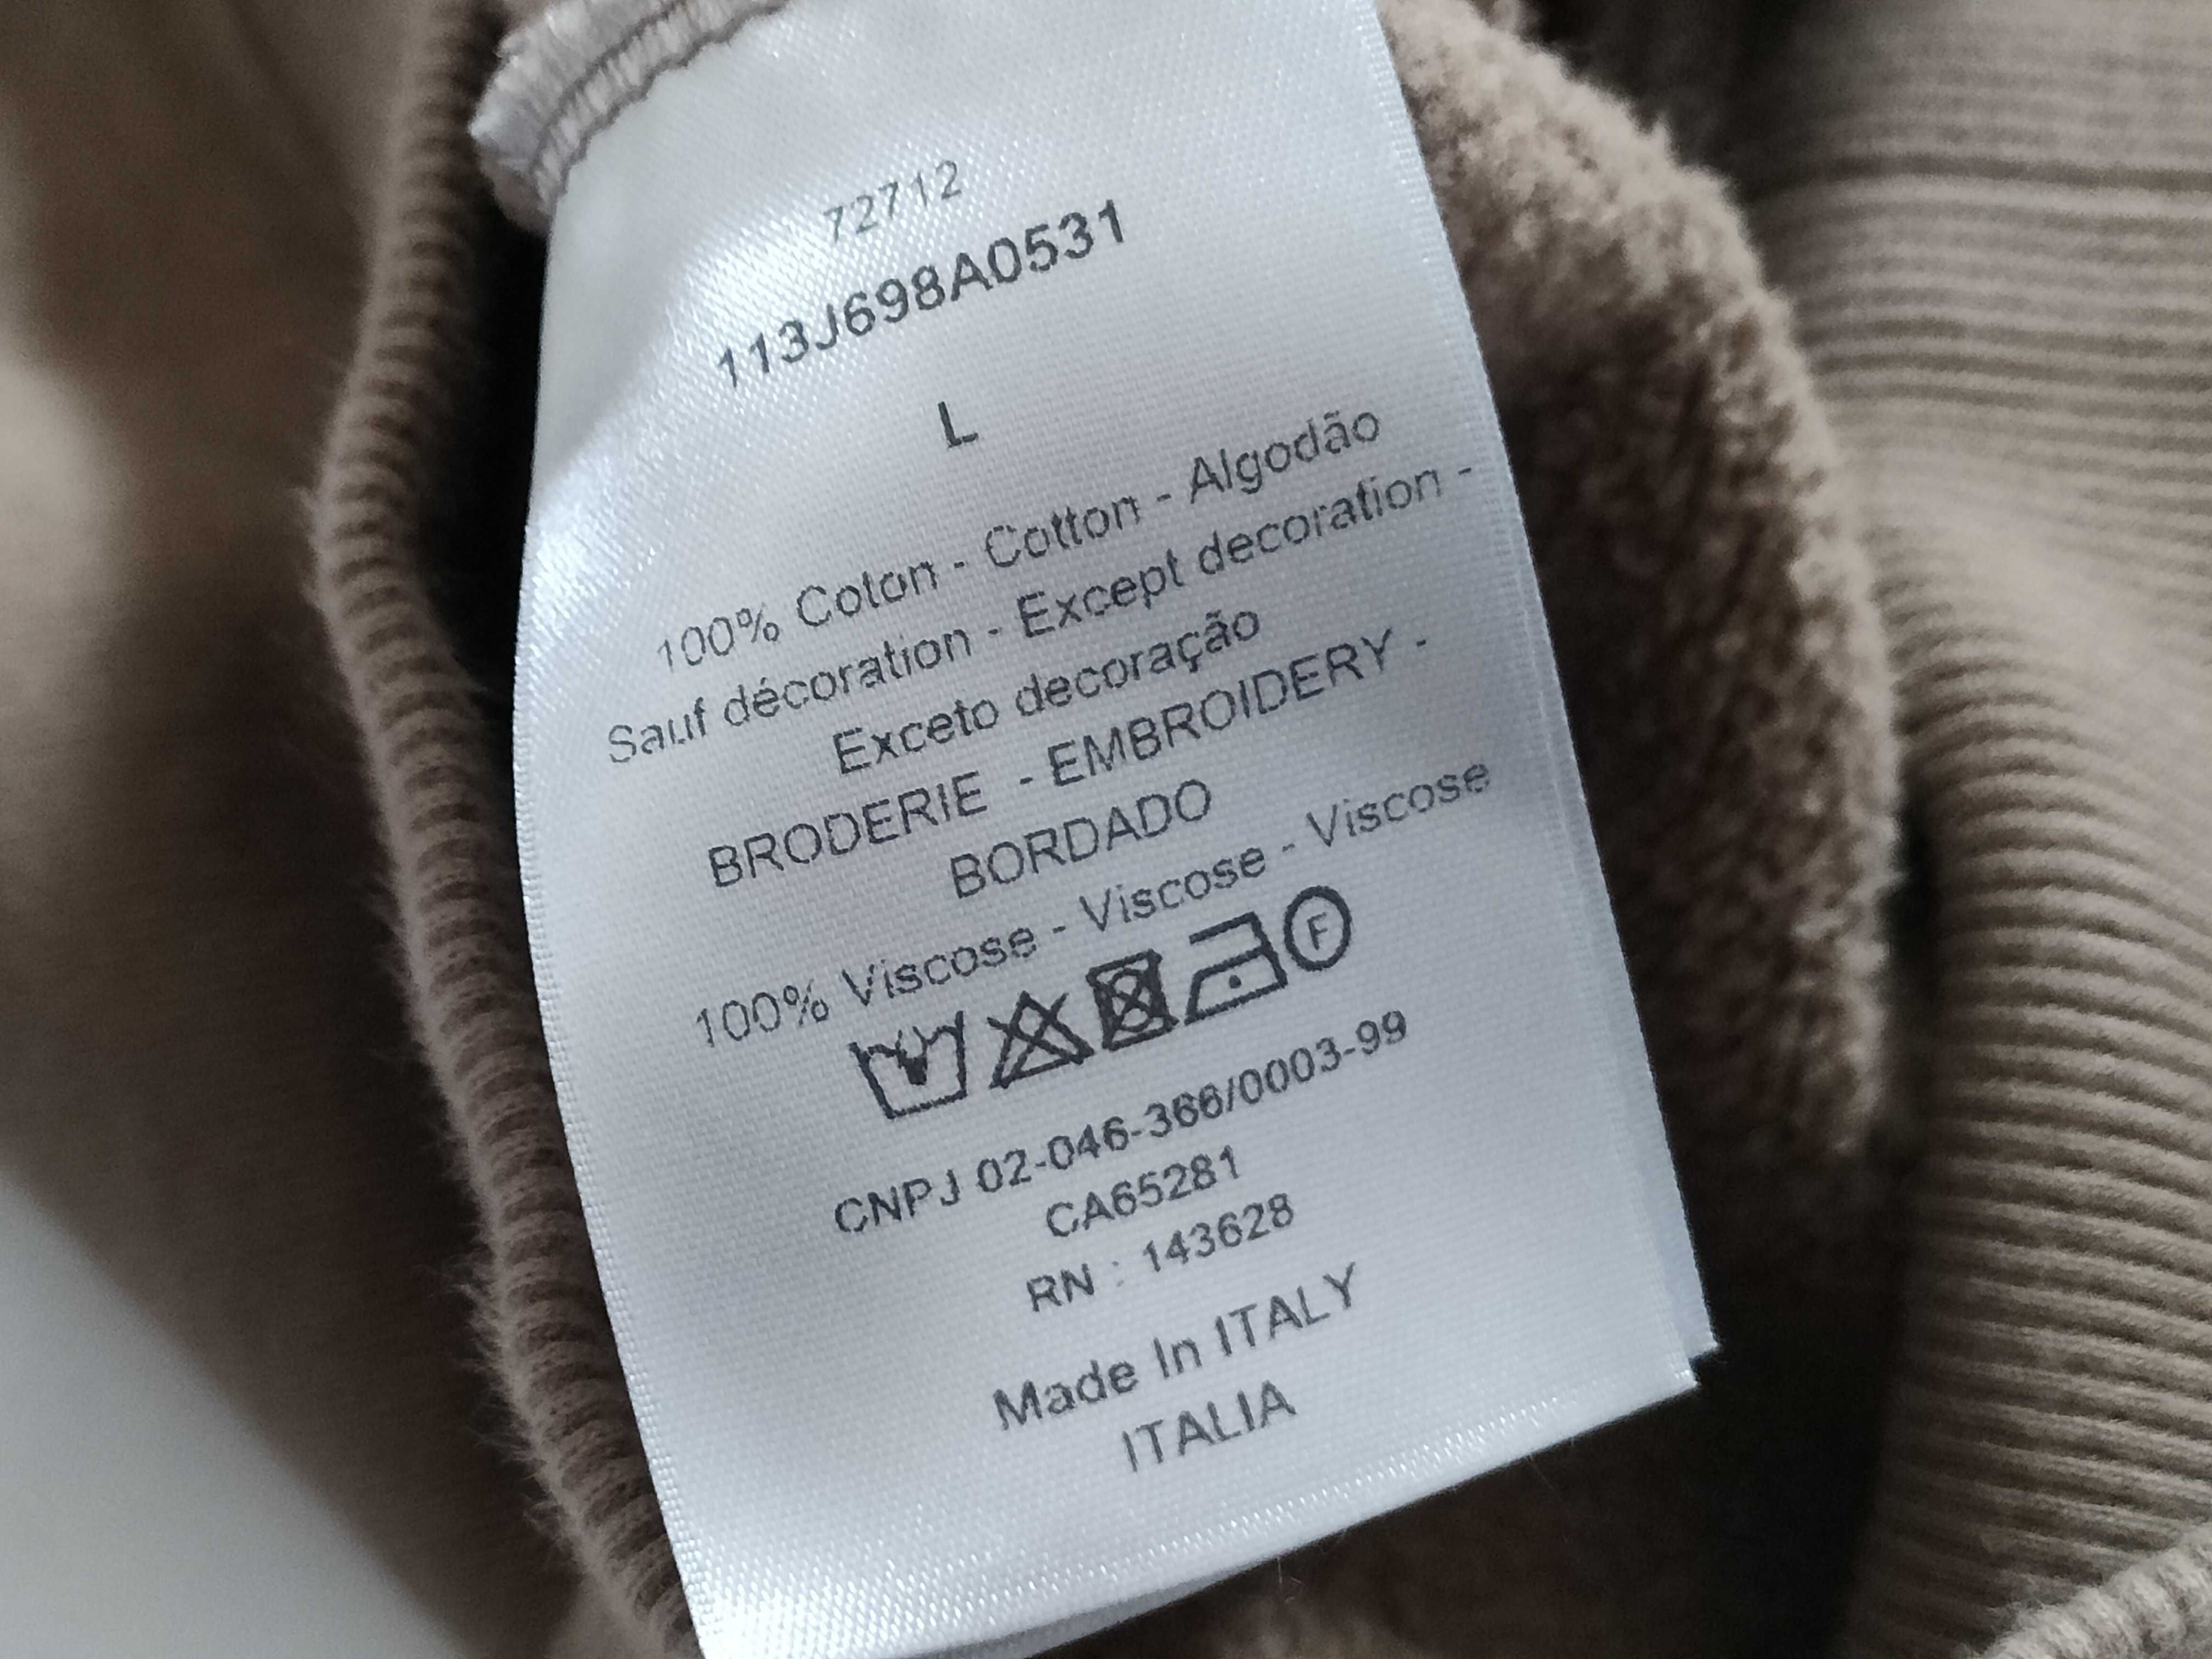 72712
113J698A0531
L
100% Coton - Cotton - Algodão
Sauf décoration - Except decoration -
Exceto decoração
BRODERIE - EMBROIDERY -
BORDADO
100% Viscose - Viscose - Viscose
F
CNPJ 02-046-366/0003-99
CA65281
RN : 143628
Made In ITALY
ITALIA